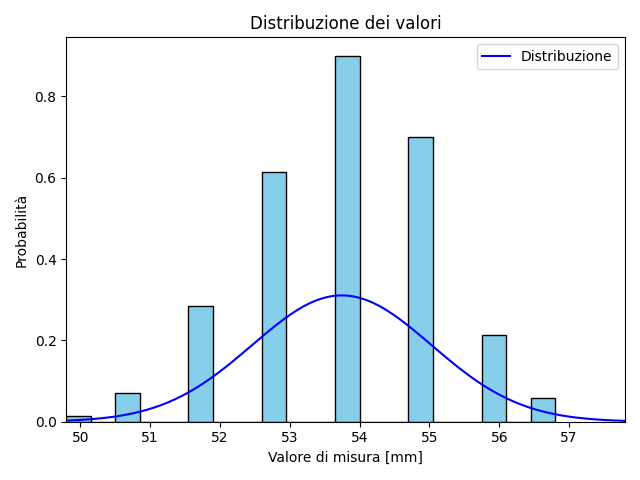 Distribuzione dei valori
Distribuzione
Probabilità
0.8
0.6
0.4
0.2
0.0
50 51 52 53 54 55 56 57
Valore di misura [mm]